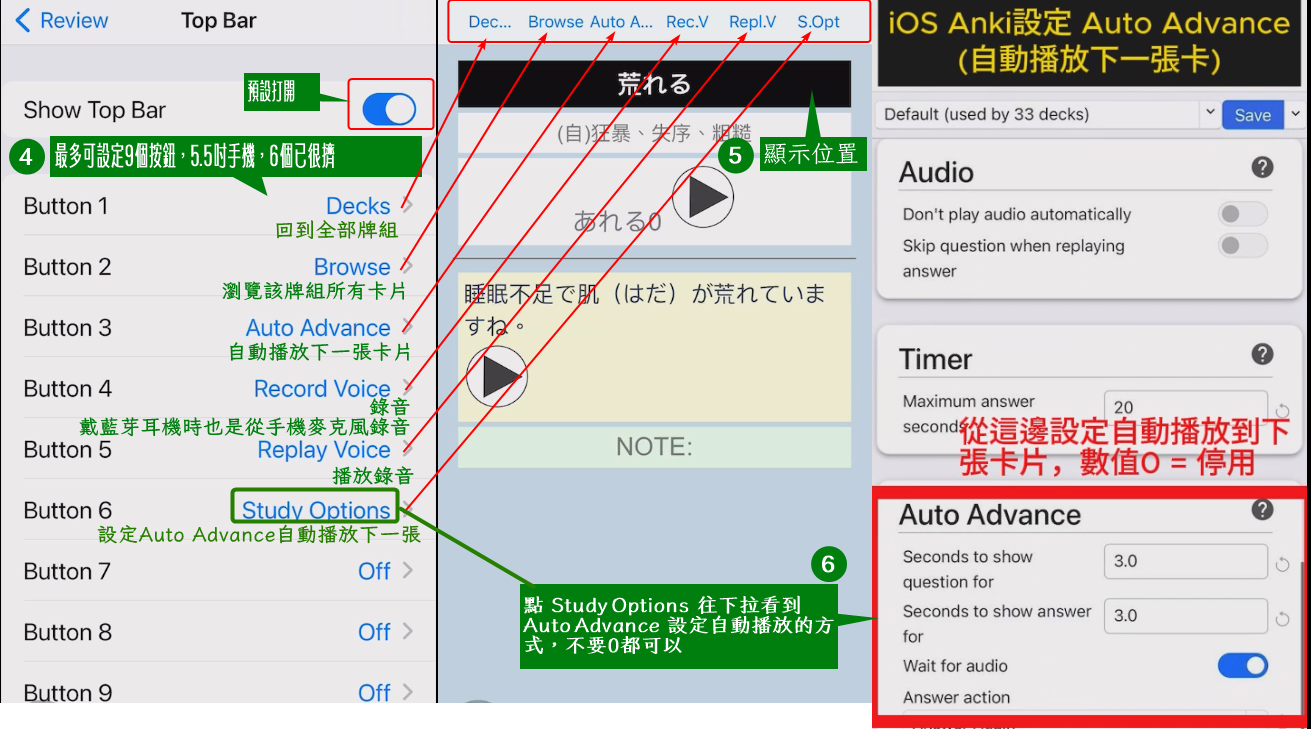 Review
Top Bar
預設打開
Show Top Bar
4
最多可設定9個按鈕,5.5吋手機,6個已很擠
Button 1
Decks
回到全部牌組
Button 2
Browse
瀏覽該牌組所有卡片
Button 3
Auto Advance
自動播放下一張卡片
Button 4
Record Voice
錄音
戴藍芽耳機時也是從手機麥克風錄音
Button 5
Replay Voice
播放錄音
Button 6
Study Options
設定Auto Advance自動播放下一張
Button 7
Off
Button 8
Off
Button 9
Off
Dec... Browse Auto A... Rec.V Repl.V S.Opt
荒れる
(自)狂暴、失序、粗糙
5
顯示位置
あれる0
睡眠不足で肌（はだ）が荒れていま
すね。
NOTE:
6
點 Study Options 往下拉看到
Auto Advance 設定自動播放的方
式,不要0都可以
iOS Anki設定 Auto Advance
(自動播放下一張卡)
Default (used by 33 decks)
Save
Audio
Don't play audio automatically
Skip question when replaying
answer
Timer
Maximum answer
seconds
20
從這邊設定自動播放到下
張卡片，數值0 = 停用
Auto Advance
Seconds to show
question for
3.0
Seconds to show answer
for
3.0
Wait for audio
Answer action